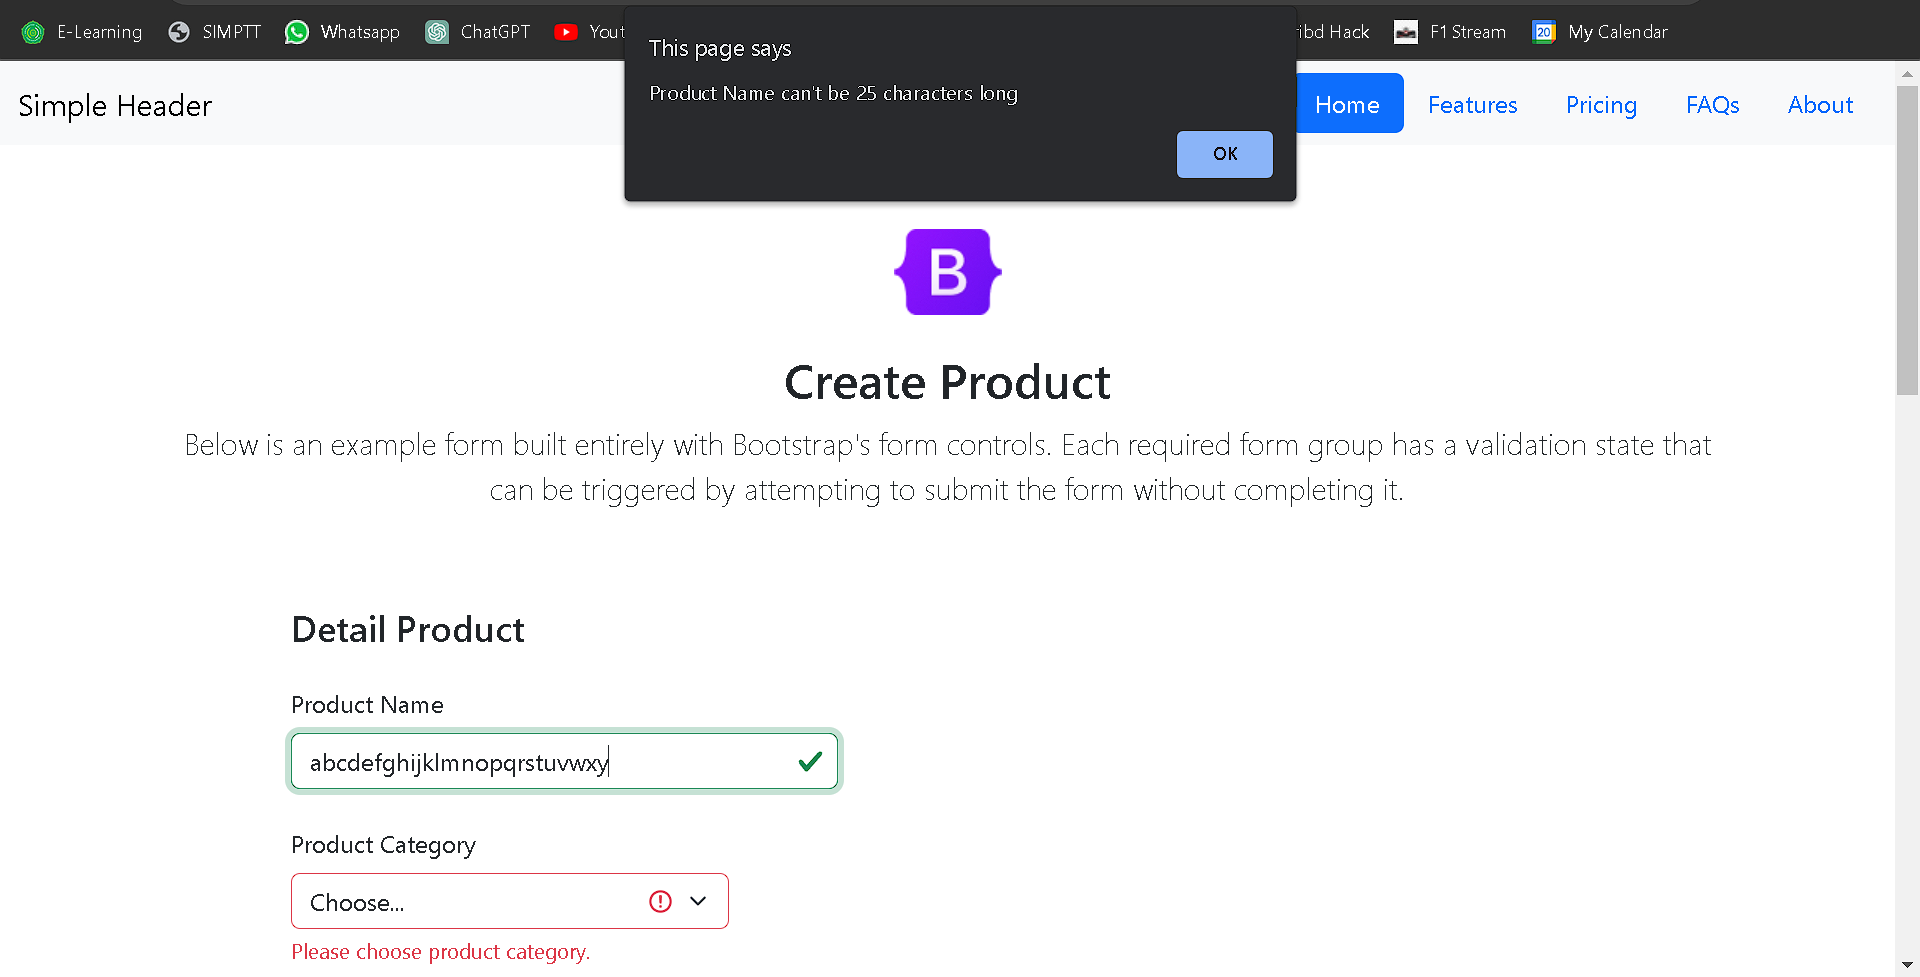 E-Learning SIMPTT Whatsapp ChatGPT Hack F1 Stream 20 My Calendar
This page says
Product Name can't be 25 characters long
OK
Simple Header Home Features Pricing FAQs About
B
Create Product
Below is an example form built entirely with Bootstrap's form controls. Each required form group has a validation state that
can be triggered by attempting to submit the form without completing it.
Detail Product
Product Name
abcdefghijklmnopqrstuvwxy
Product Category
Choose...
Please choose product category.